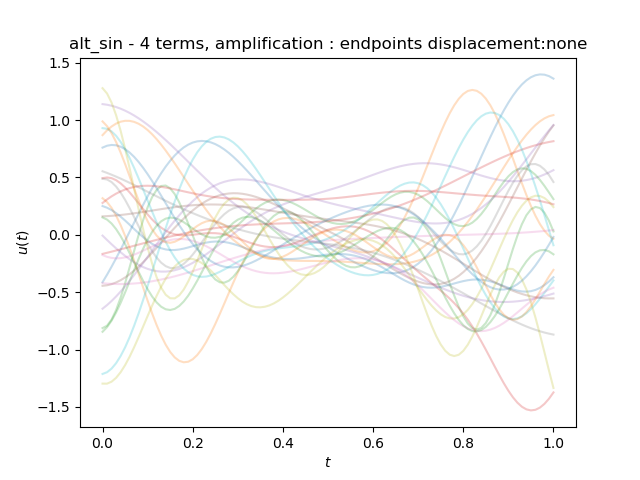 alt_sin - 4 terms, amplification : endpoints displacement:none
1.5
1.0
0.5
0.0
−0.5
−1.0
−1.5
u(t)
0.0 0.2 0.4 0.6 0.8 1.0
t